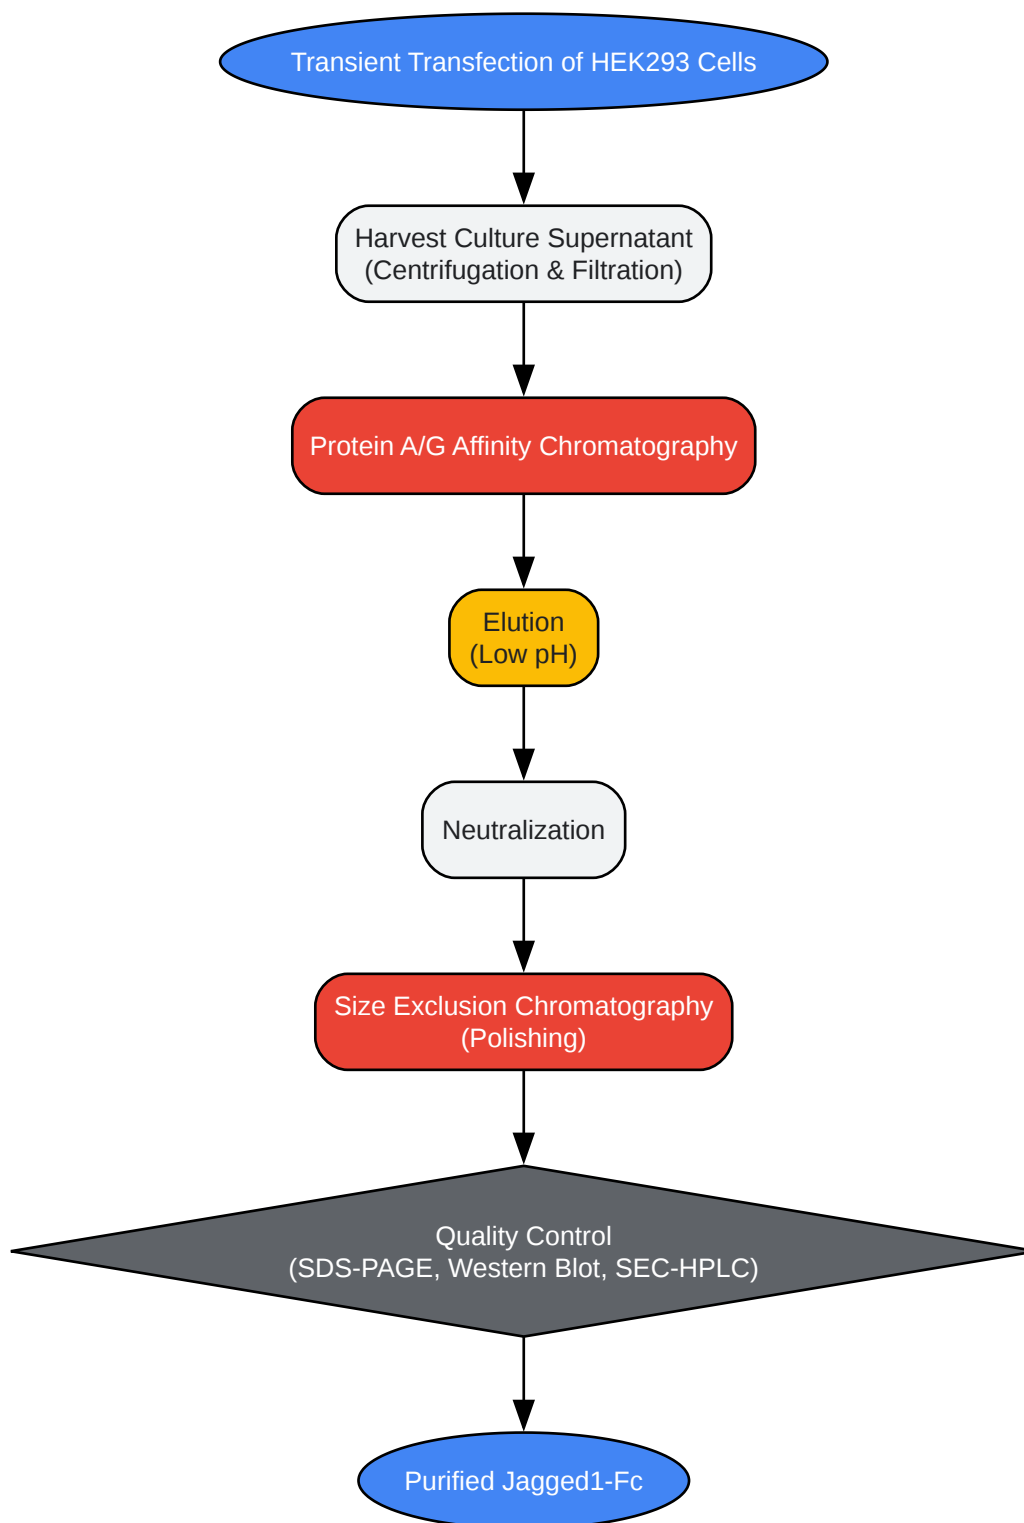 Transient Transfection of HEK293 Cells
Harvest Culture Supernatant
(Centrifugation & Filtration)
Protein A/G Affinity Chromatography
Elution
(Low pH)
Neutralization
Size Exclusion Chromatography
(Polishing)
Quality Control
(SDS-PAGE, Western Blot, SEC-HPLC)
Purified Jagged1-Fc